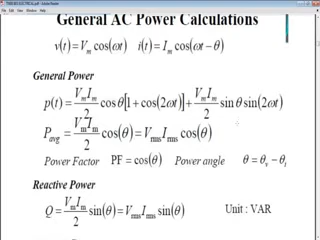 General AC Power Calculations
v(t) = V_m cos(ωt)   i(t) = I_m cos(ωt − θ)
General Power
p(t) = V_m I_m / 2 cosθ[1 + cos(2ωt)] + V_m I_m / 2 sinθ sin(2ωt)
P_avg = V_m I_m / 2 cos(θ) = V_rms I_rms cos(θ)
Power Factor   PF = cos(θ)   Power angle   θ = θ_v − θ_i
Reactive Power
Q = V_m I_m / 2 sin(θ) = V_rms I_rms sin(θ)   Unit : VAR